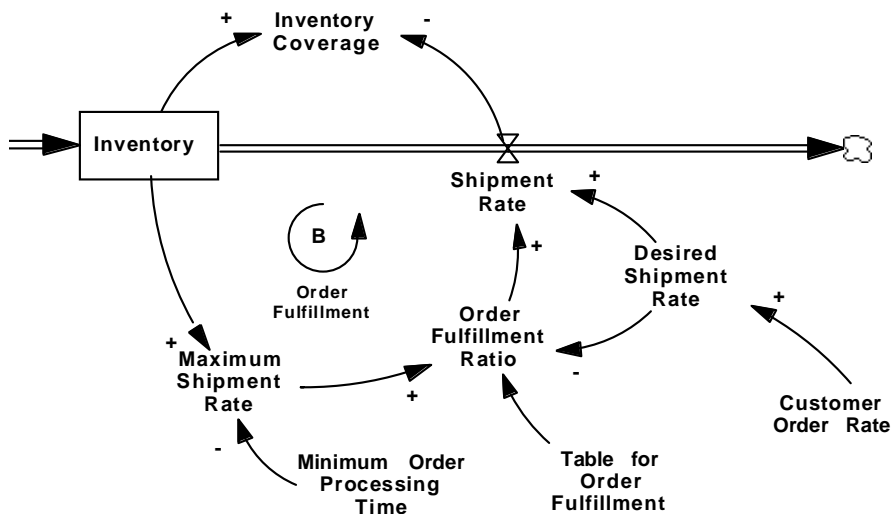 +
Inventory
Coverage
-
Inventory
Shipment
Rate
+
B
Order
Fulfillment
+
Desired
Shipment
Rate
+
Order
Fulfillment
Ratio
-
+
Maximum
Shipment
Rate
+
Customer
Order Rate
-
Minimum Order
Processing
Time
Table for
Order
Fulfillment